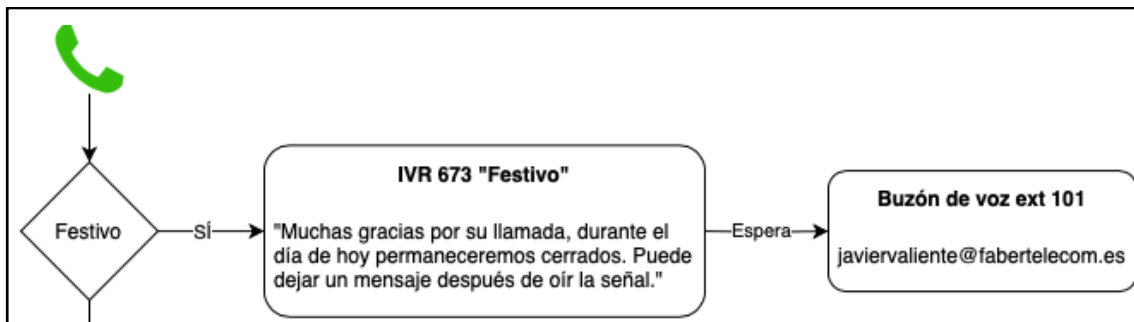 Festivo
SÍ
IVR 673 "Festivo"
"Muchas gracias por su llamada, durante el
día de hoy permaneceremos cerrados. Puede
dejar un mensaje después de oír la señal."
Espera
Buzón de voz ext 101
javiervaliente@fabertelecom.es